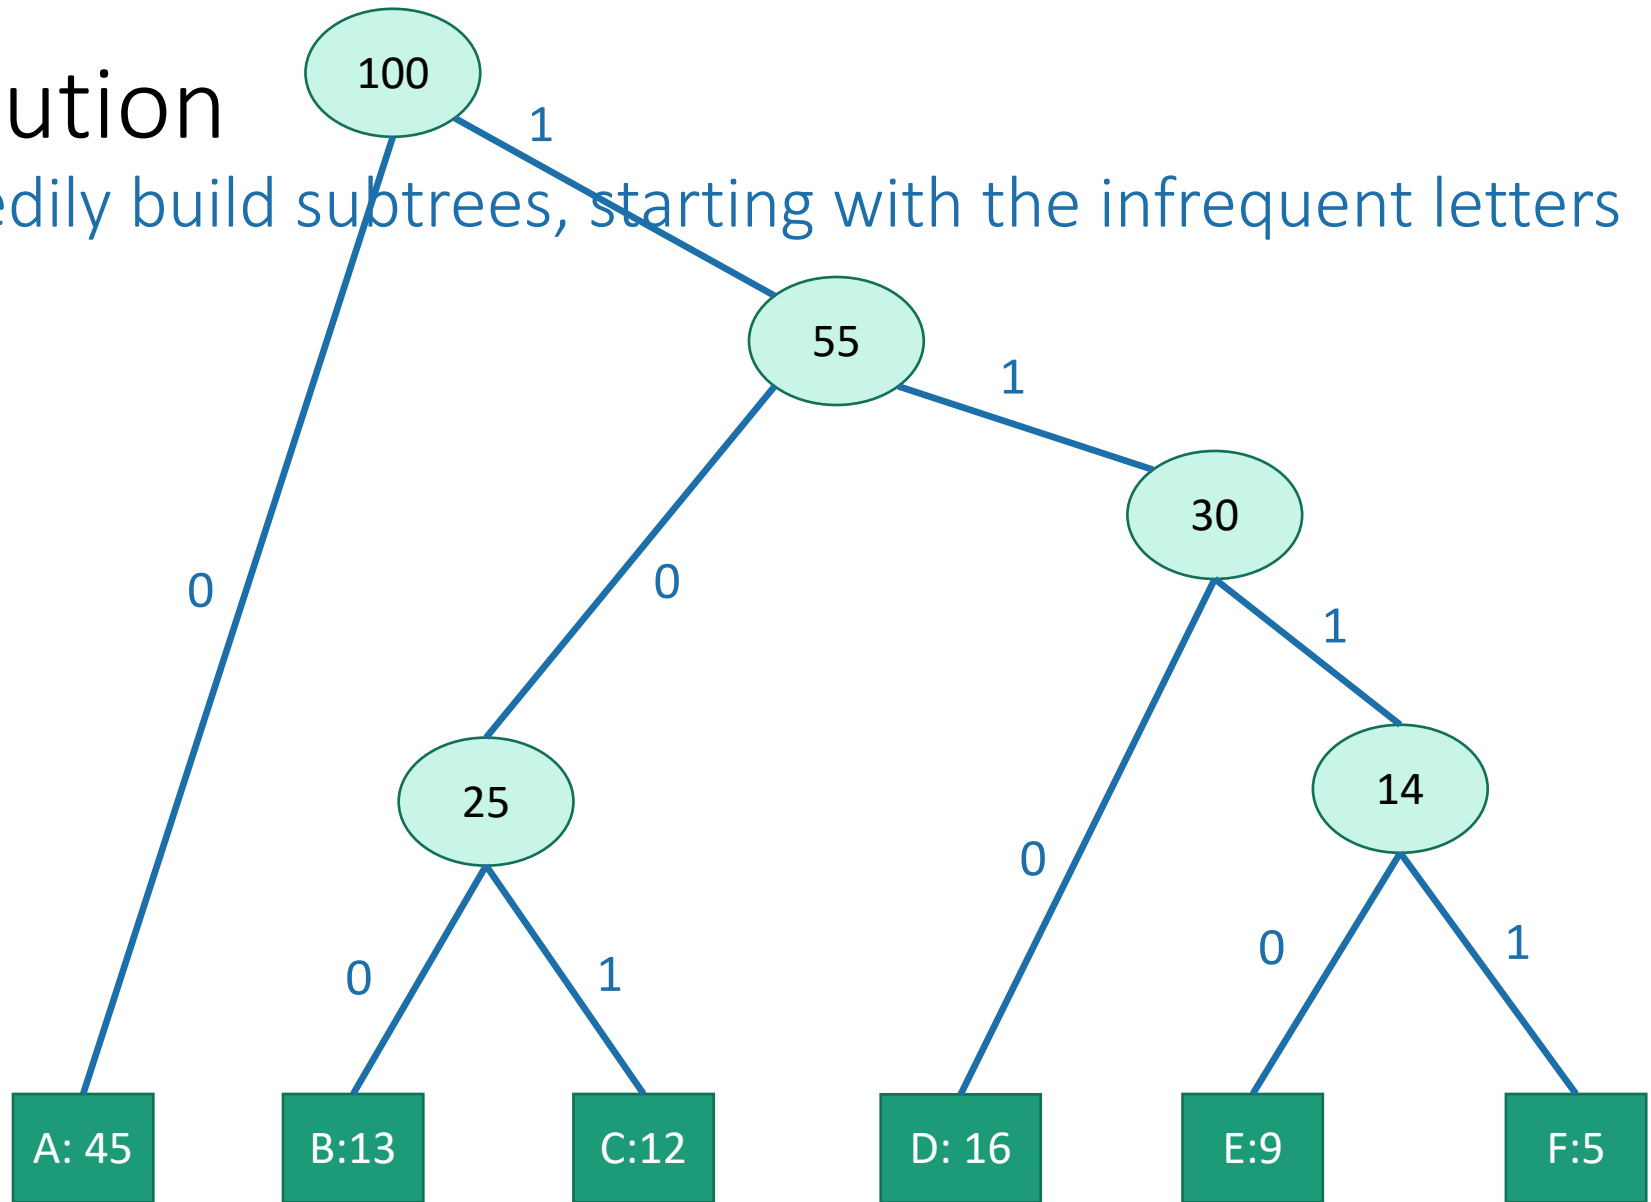 100
ution
1
edily build subtrees, starting with the infrequent letters
55
1
30
0
0
1
25
14
0
0
1
0
1
A: 45
B:13
C:12
D: 16
E:9
F:5